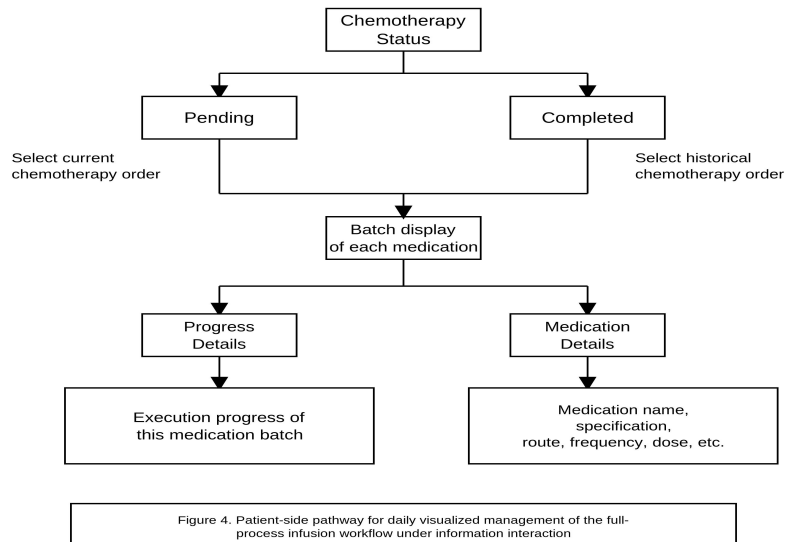 Chemotherapy
Status
Pending
Completed
Select current
chemotherapy order
Select historical
chemotherapy order
Batch display
of each medication
Progress
Details
Medication
Details
Execution progress of
this medication batch
Medication name,
specification,
route, frequency, dose, etc.
Figure 4. Patient-side pathway for daily visualized management of the full-
process infusion workflow under information interaction